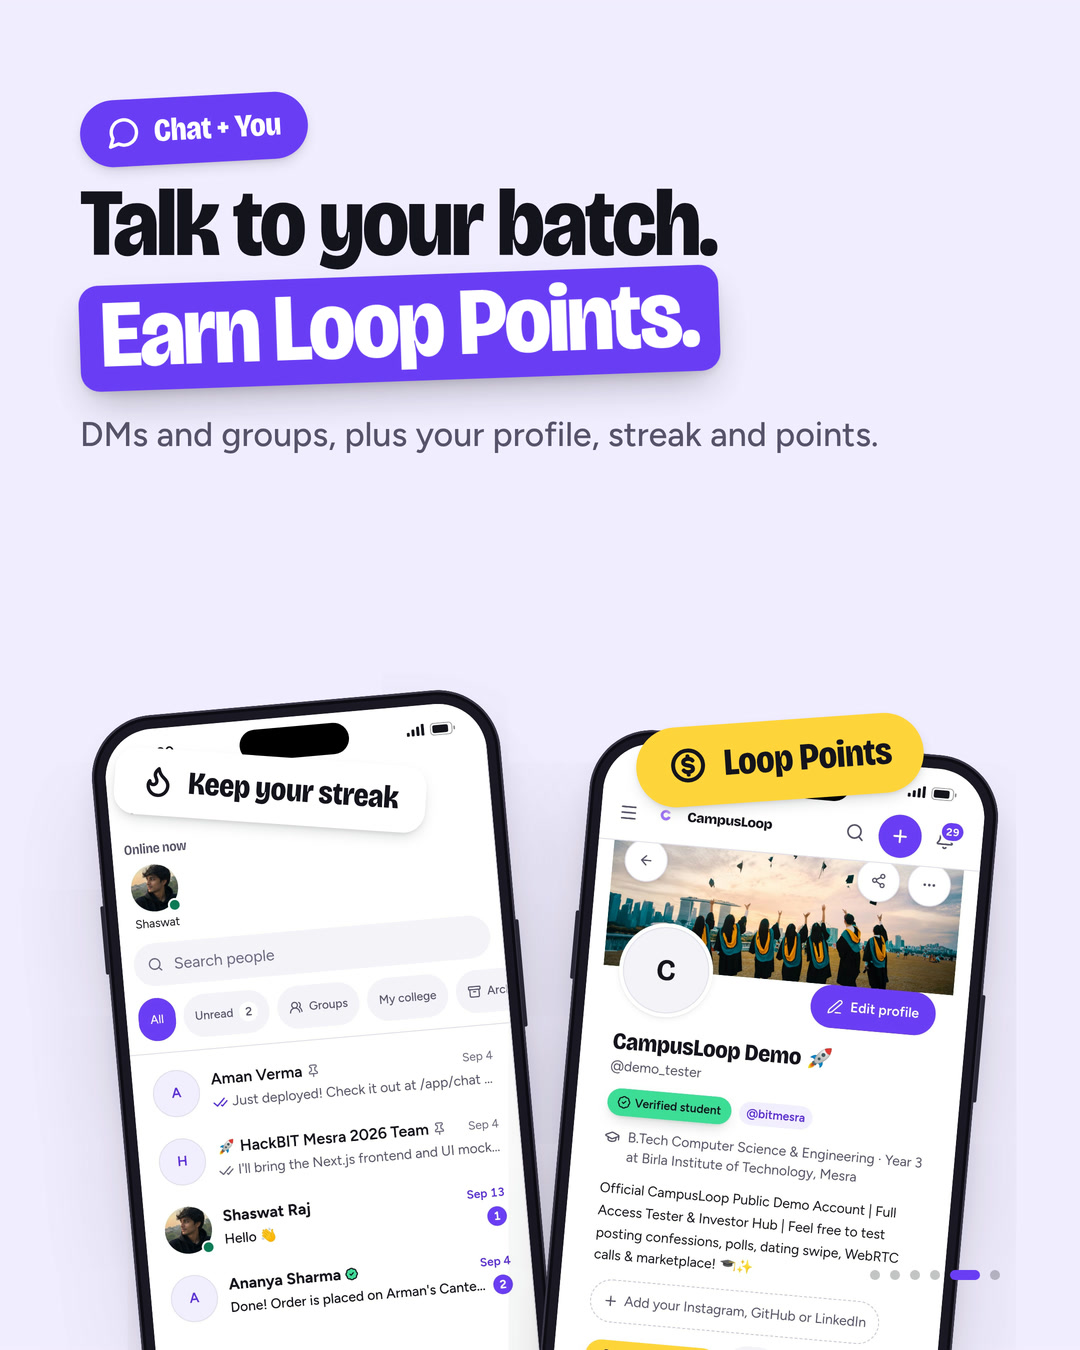 Chat + You
Talk to your batch.
Earn Loop Points.
DMs and groups, plus your profile, streak and points.
Keep your streak
Online now
Shaswat
Search people
All
Unread 2
Groups
My college
Sep 4
Aman Verma
Just deployed! Check it out at /app/chat ...
A
Sep 4
🚀 HackBIT Mesra 2026 Team
I'll bring the Next.js frontend and UI mock...
H
Sep 13
Shaswat Raj
Hello 👋
1
Sep 4
Ananya Sharma
Done! Order is placed on Arman's Cante...
2
A
Loop Points
C CampusLoop
29
C
Edit profile
CampusLoop Demo 🚀
@demo_tester
Verified student
@bitmesra
B.Tech Computer Science & Engineering · Year 3
at Birla Institute of Technology, Mesra
Official CampusLoop Public Demo Account | Full
Access Tester & Investor Hub | Feel free to test
posting confessions, polls, dating swipe, WebRTC
calls & marketplace! 🎓✨
+ Add your Instagram, GitHub or LinkedIn